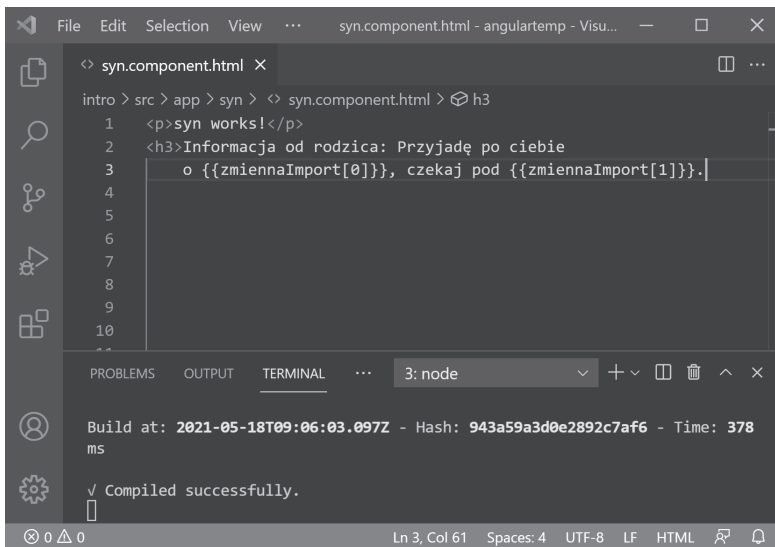 File Edit Selection View ··· syn.component.html - angulartemp - Visu...
<> syn.component.html ×
intro > src > app > syn > <> syn.component.html > h3
1 <p>syn works!</p>
2 <h3>Informacja od rodzica: Przyjadę po ciebie
3 o {{zmiennaImport[0]}}, czekaj pod {{zmiennaImport[1]}}.
4
5
6
7
8
9
10
PROBLEMS OUTPUT TERMINAL ··· 3: node
Build at: 2021-05-18T09:06:03.097Z - Hash: 943a59a3d0e2892c7af6 - Time: 378
ms
√ Compiled successfully.
0 0 Ln 3, Col 61 Spaces: 4 UTF-8 LF HTML